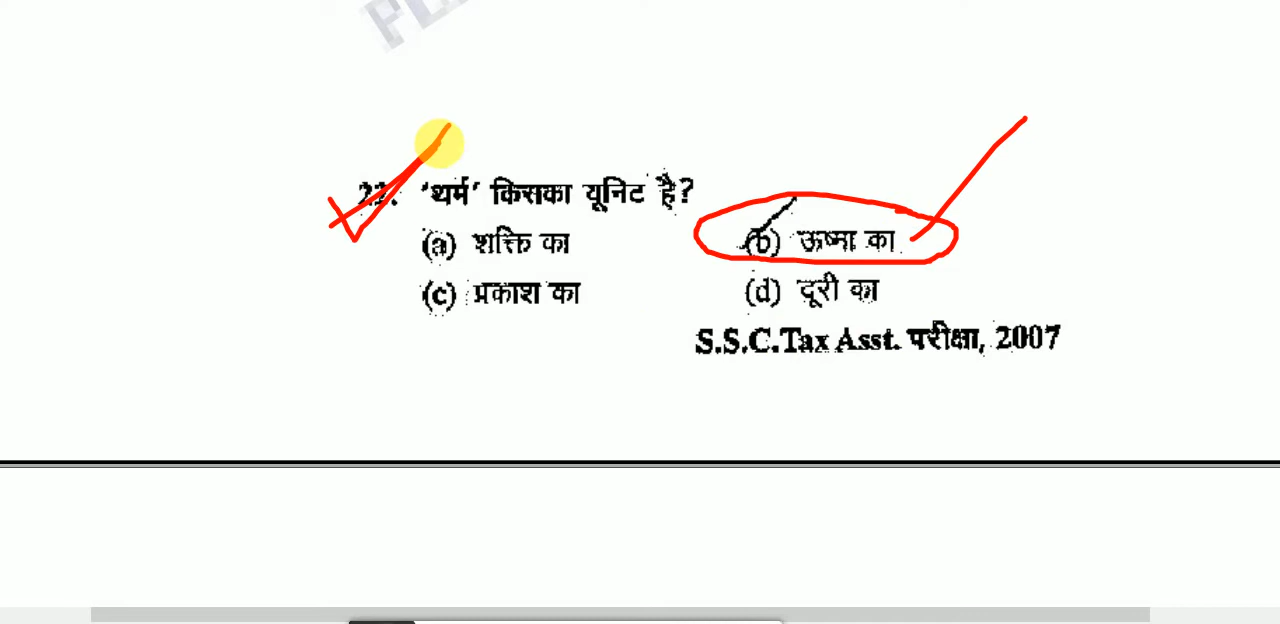 'थर्म' किसका यूनिट है?
(a) शक्ति का (b) ऊष्मा का
(c) प्रकाश का (d) दूरी का
S.S.C.Tax Asst. परीक्षा, 2007